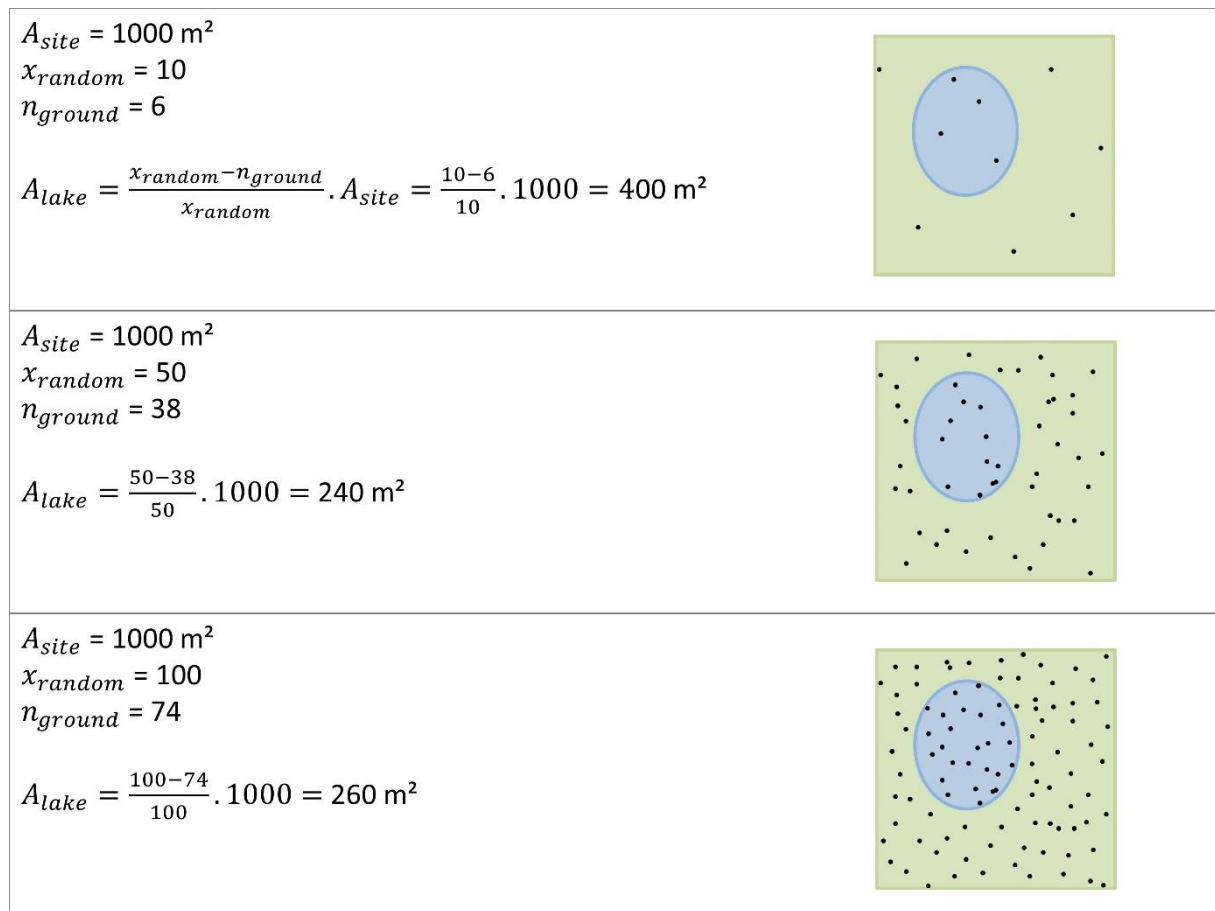 A_site = 1000 m²
x_random = 10
n_ground = 6
A_lake = (x_random−n_ground)/x_random . A_site = (10−6)/10 . 1000 = 400 m²
A_site = 1000 m²
x_random = 50
n_ground = 38
A_lake = (50−38)/50 . 1000 = 240 m²
A_site = 1000 m²
x_random = 100
n_ground = 74
A_lake = (100−74)/100 . 1000 = 260 m²